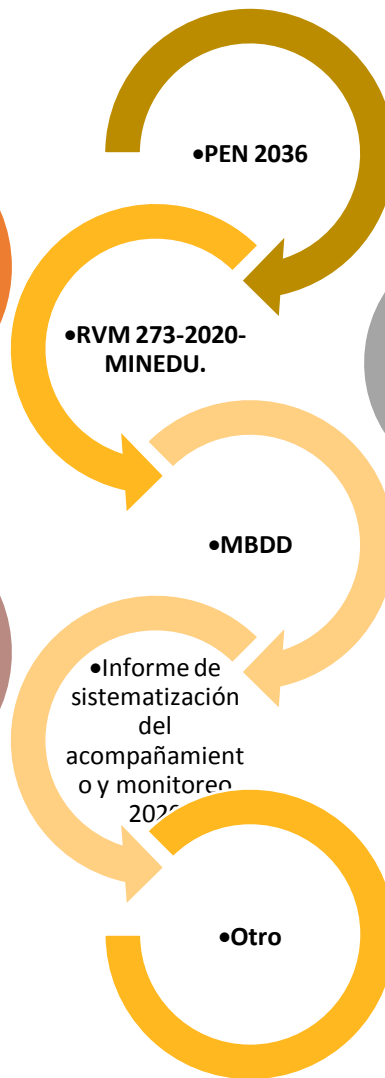 •PEN 2036
•RVM 273-2020-
MINEDU.
•MBDD
•Informe de
sistematización
del
acompañamient
o y monitoreo
•Otro